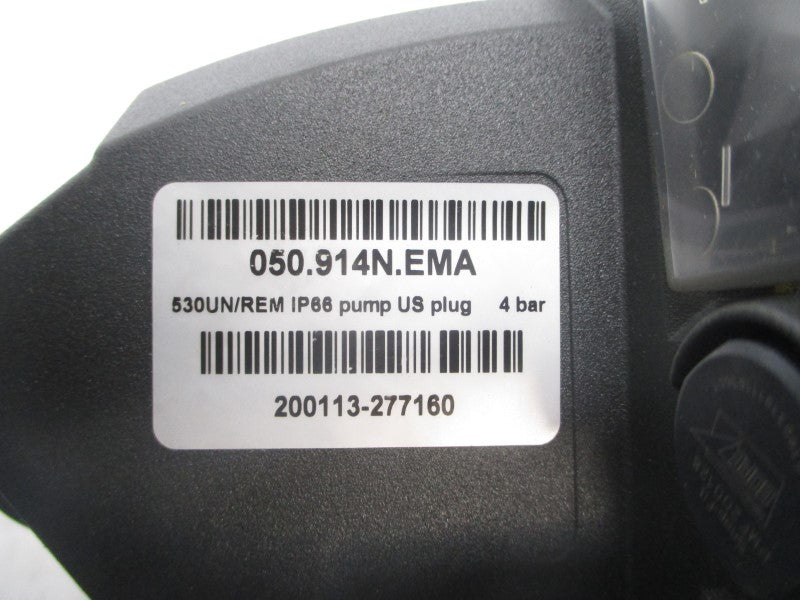 050.914N.EMA
530UN/REM IP66 pump US plug 4 bar
200113-277160